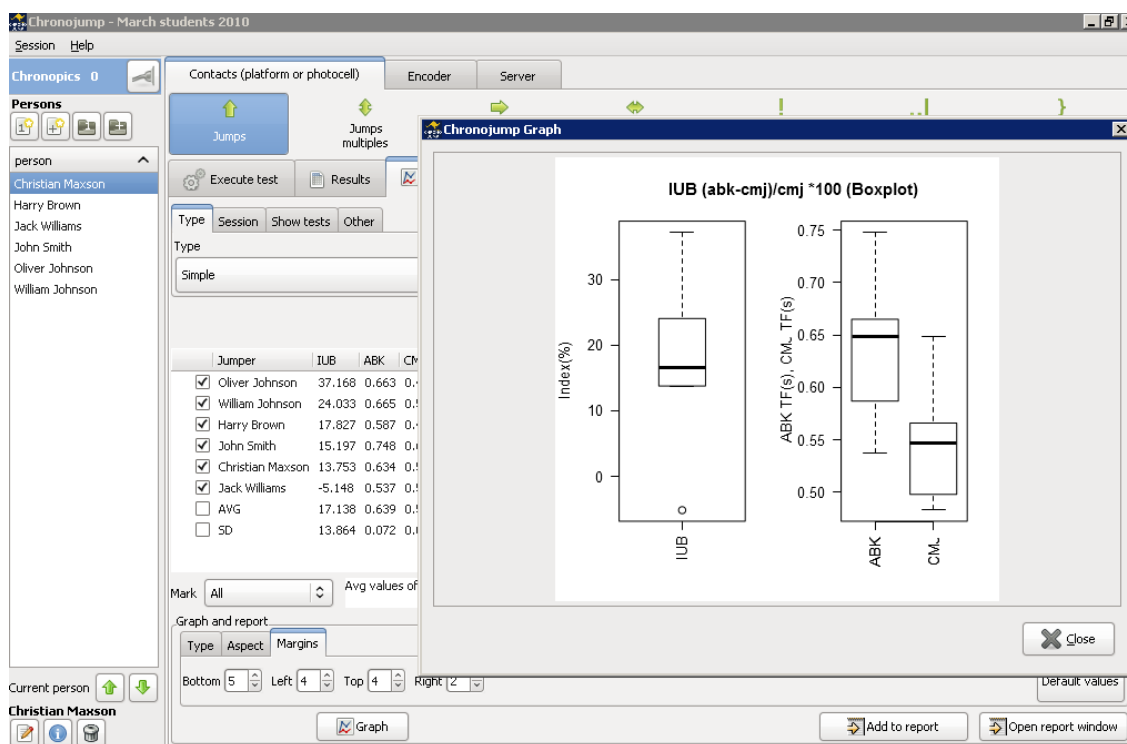 Chronojump - March students 2010
Session Help
Chronopics 0
Contacts (platform or photocell) Encoder Server
Persons
Jumps
Jumps
multiples
Chronojump Graph
person
Christian Maxson
Harry Brown
Jack Williams
John Smith
Oliver Johnson
William Johnson
Execute test Results
Type Session Show tests Other
Type
Simple
Jumper IUB ABK
Oliver Johnson 37.168 0.663
William Johnson 24.033 0.665
Harry Brown 17.827 0.587
John Smith 15.197 0.748
Christian Maxson 13.753 0.634
Jack Williams -5.148 0.537
AVG 17.138 0.639
SD 13.864 0.072
Mark All Avg values of
Graph and report
Type Aspect Margins
Bottom 5 Left 4 Top 4 Right 2
Default values
Graph Add to report Open report window
Current person
Christian Maxson
IUB (abk-cmj)/cmj *100 (Boxplot)
Index(%)
30
20
10
0
IUB
ABK TF(s), CMJ TF(s)
0.75
0.70
0.65
0.60
0.55
0.50
ABK
CMJ
Close